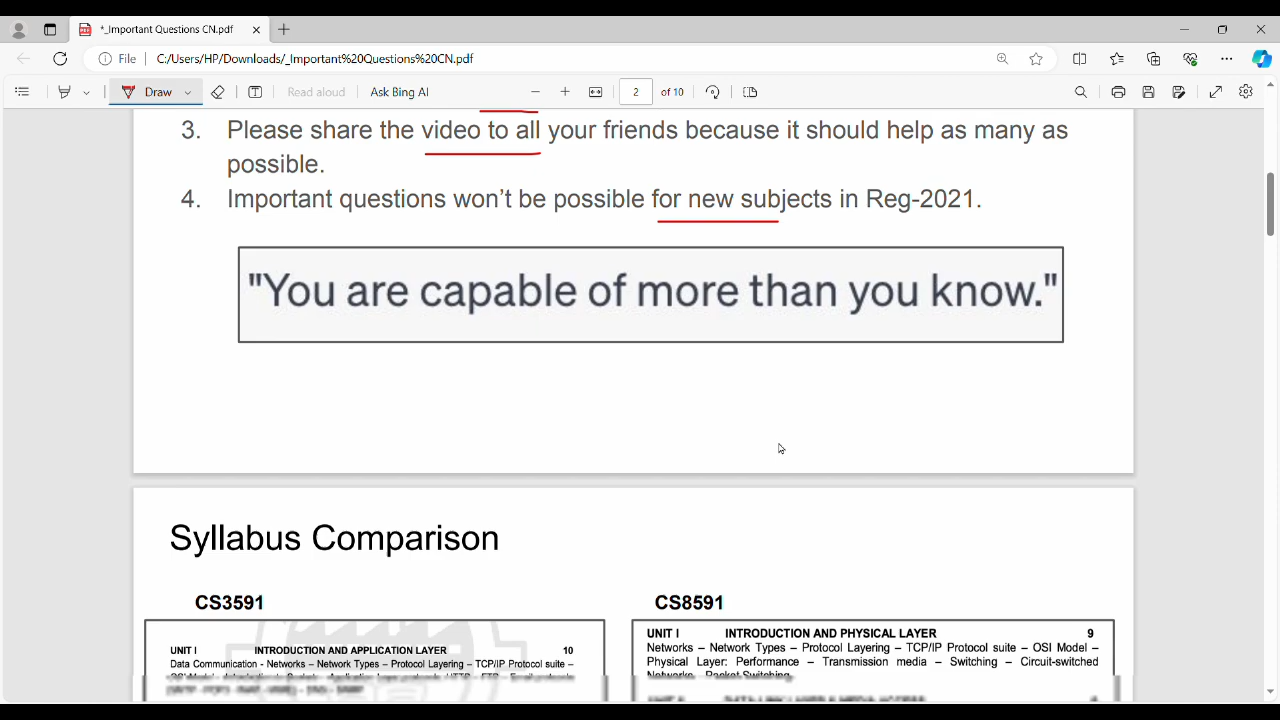 *_Important Questions CN.pdf
File
C:/Users/HP/Downloads/_Important%20Questions%20CN.pdf
Draw
Read aloud
Ask Bing AI
2
of 10
3. Please share the video to all your friends because it should help as many as
possible.
4. Important questions won't be possible for new subjects in Reg-2021.
"You are capable of more than you know."
Syllabus Comparison
CS3591
CS8591
UNIT I INTRODUCTION AND APPLICATION LAYER 10
Data Communication - Networks – Network Types – Protocol Layering – TCP/IP Protocol suite –
UNIT I INTRODUCTION AND PHYSICAL LAYER 9
Networks – Network Types – Protocol Layering – TCP/IP Protocol suite – OSI Model –
Physical Layer: Performance – Transmission media – Switching – Circuit-switched
Networks – Packet Switching.